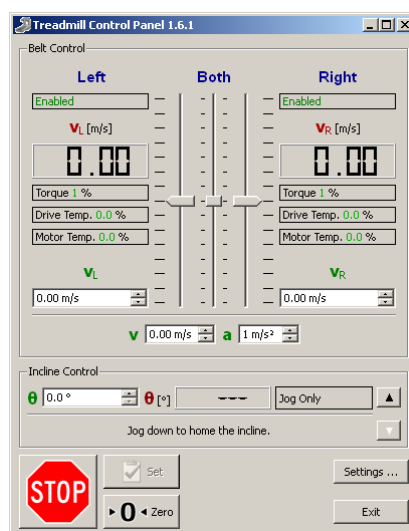 Treadmill Control Panel 1.6.1
Belt Control
Left Both Right
Enabled Enabled
vL [m/s] vR [m/s]
0.00 0.00
Torque 1 % Torque 1 %
Drive Temp. 0.0 % Drive Temp. 0.0 %
Motor Temp. 0.0 % Motor Temp. 0.0 %
vL vR
0.00 m/s 0.00 m/s
v 0.00 m/s a 1 m/s²
Incline Control
θ 0.0 ° θ [°] --- Jog Only
Jog down to home the incline.
STOP Set Settings ...
0 Zero Exit